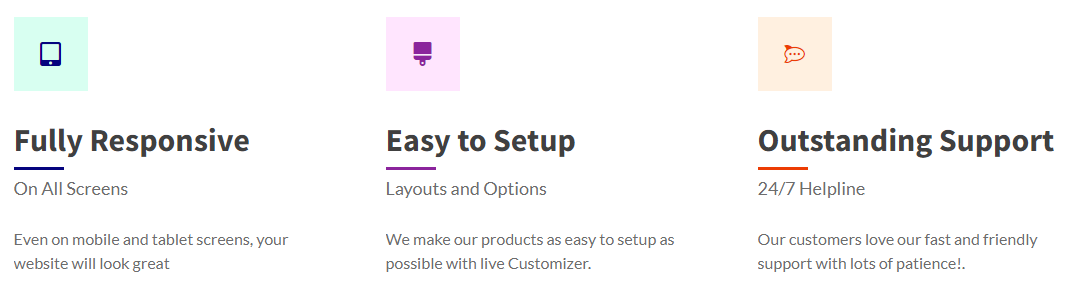 Fully Responsive
On All Screens
Even on mobile and tablet screens, your
website will look great
Easy to Setup
Layouts and Options
We make our products as easy to setup as
possible with live Customizer.
Outstanding Support
24/7 Helpline
Our customers love our fast and friendly
support with lots of patience!.